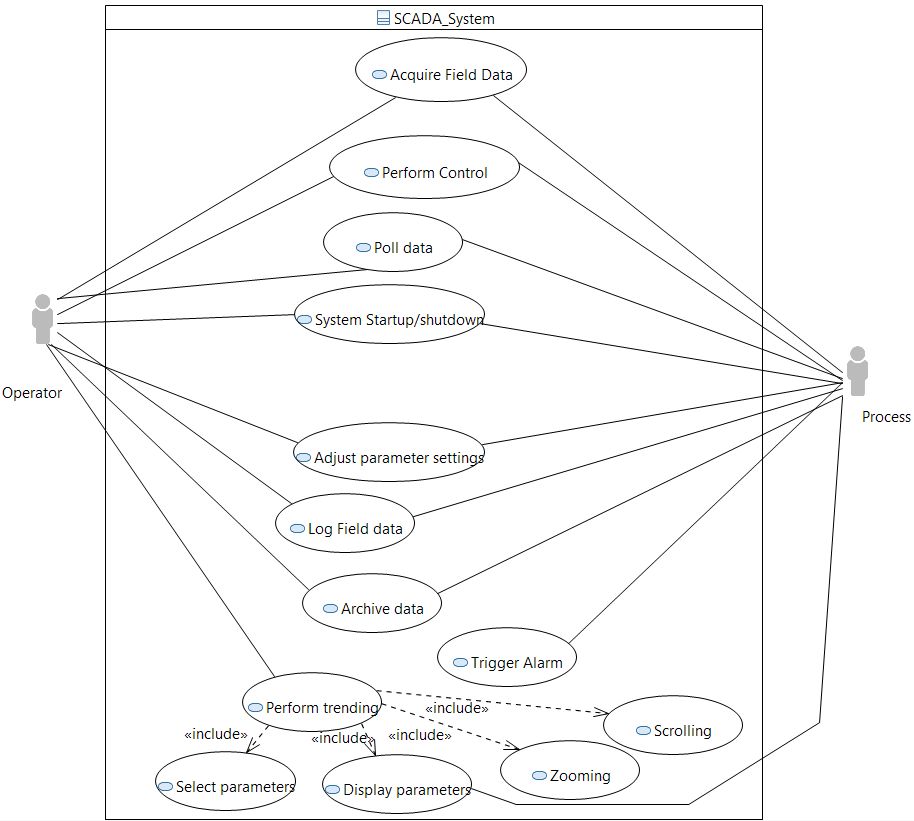 SCADA_System
Acquire Field Data
Perform Control
Poll data
System Startup/shutdown
Operator
Process
Adjust parameter settings
Log Field data
Archive data
Trigger Alarm
Perform trending
«include»
Scrolling
«include»
«include»
«include»
Zooming
Select parameters
Display parameters